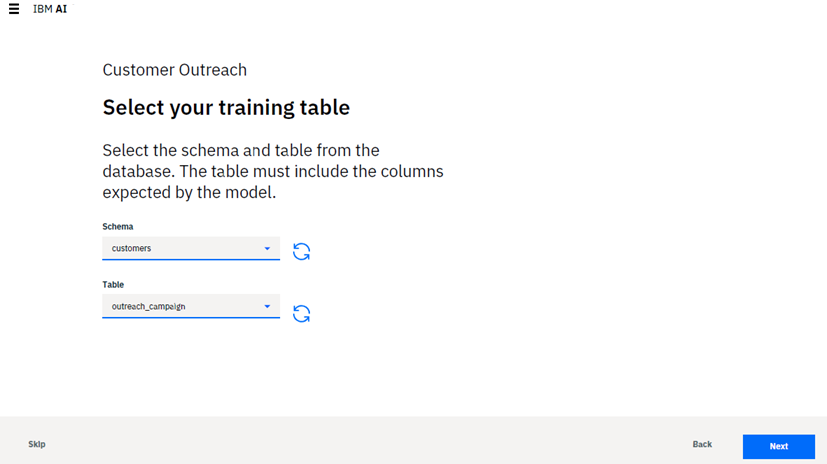 IBM AI
Customer Outreach
Select your training table
Select the schema and table from the
database. The table must include the columns
expected by the model.
Schema
customers
Table
outreach_campaign
Skip
Back
Next